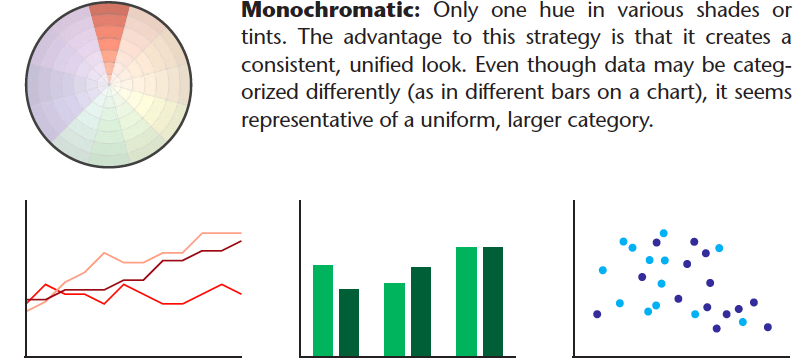 Monochromatic: Only one hue in various shades or
tints. The advantage to this strategy is that it creates a
consistent, unified look. Even though data may be categ-
orized differently (as in different bars on a chart), it seems
representative of a uniform, larger category.